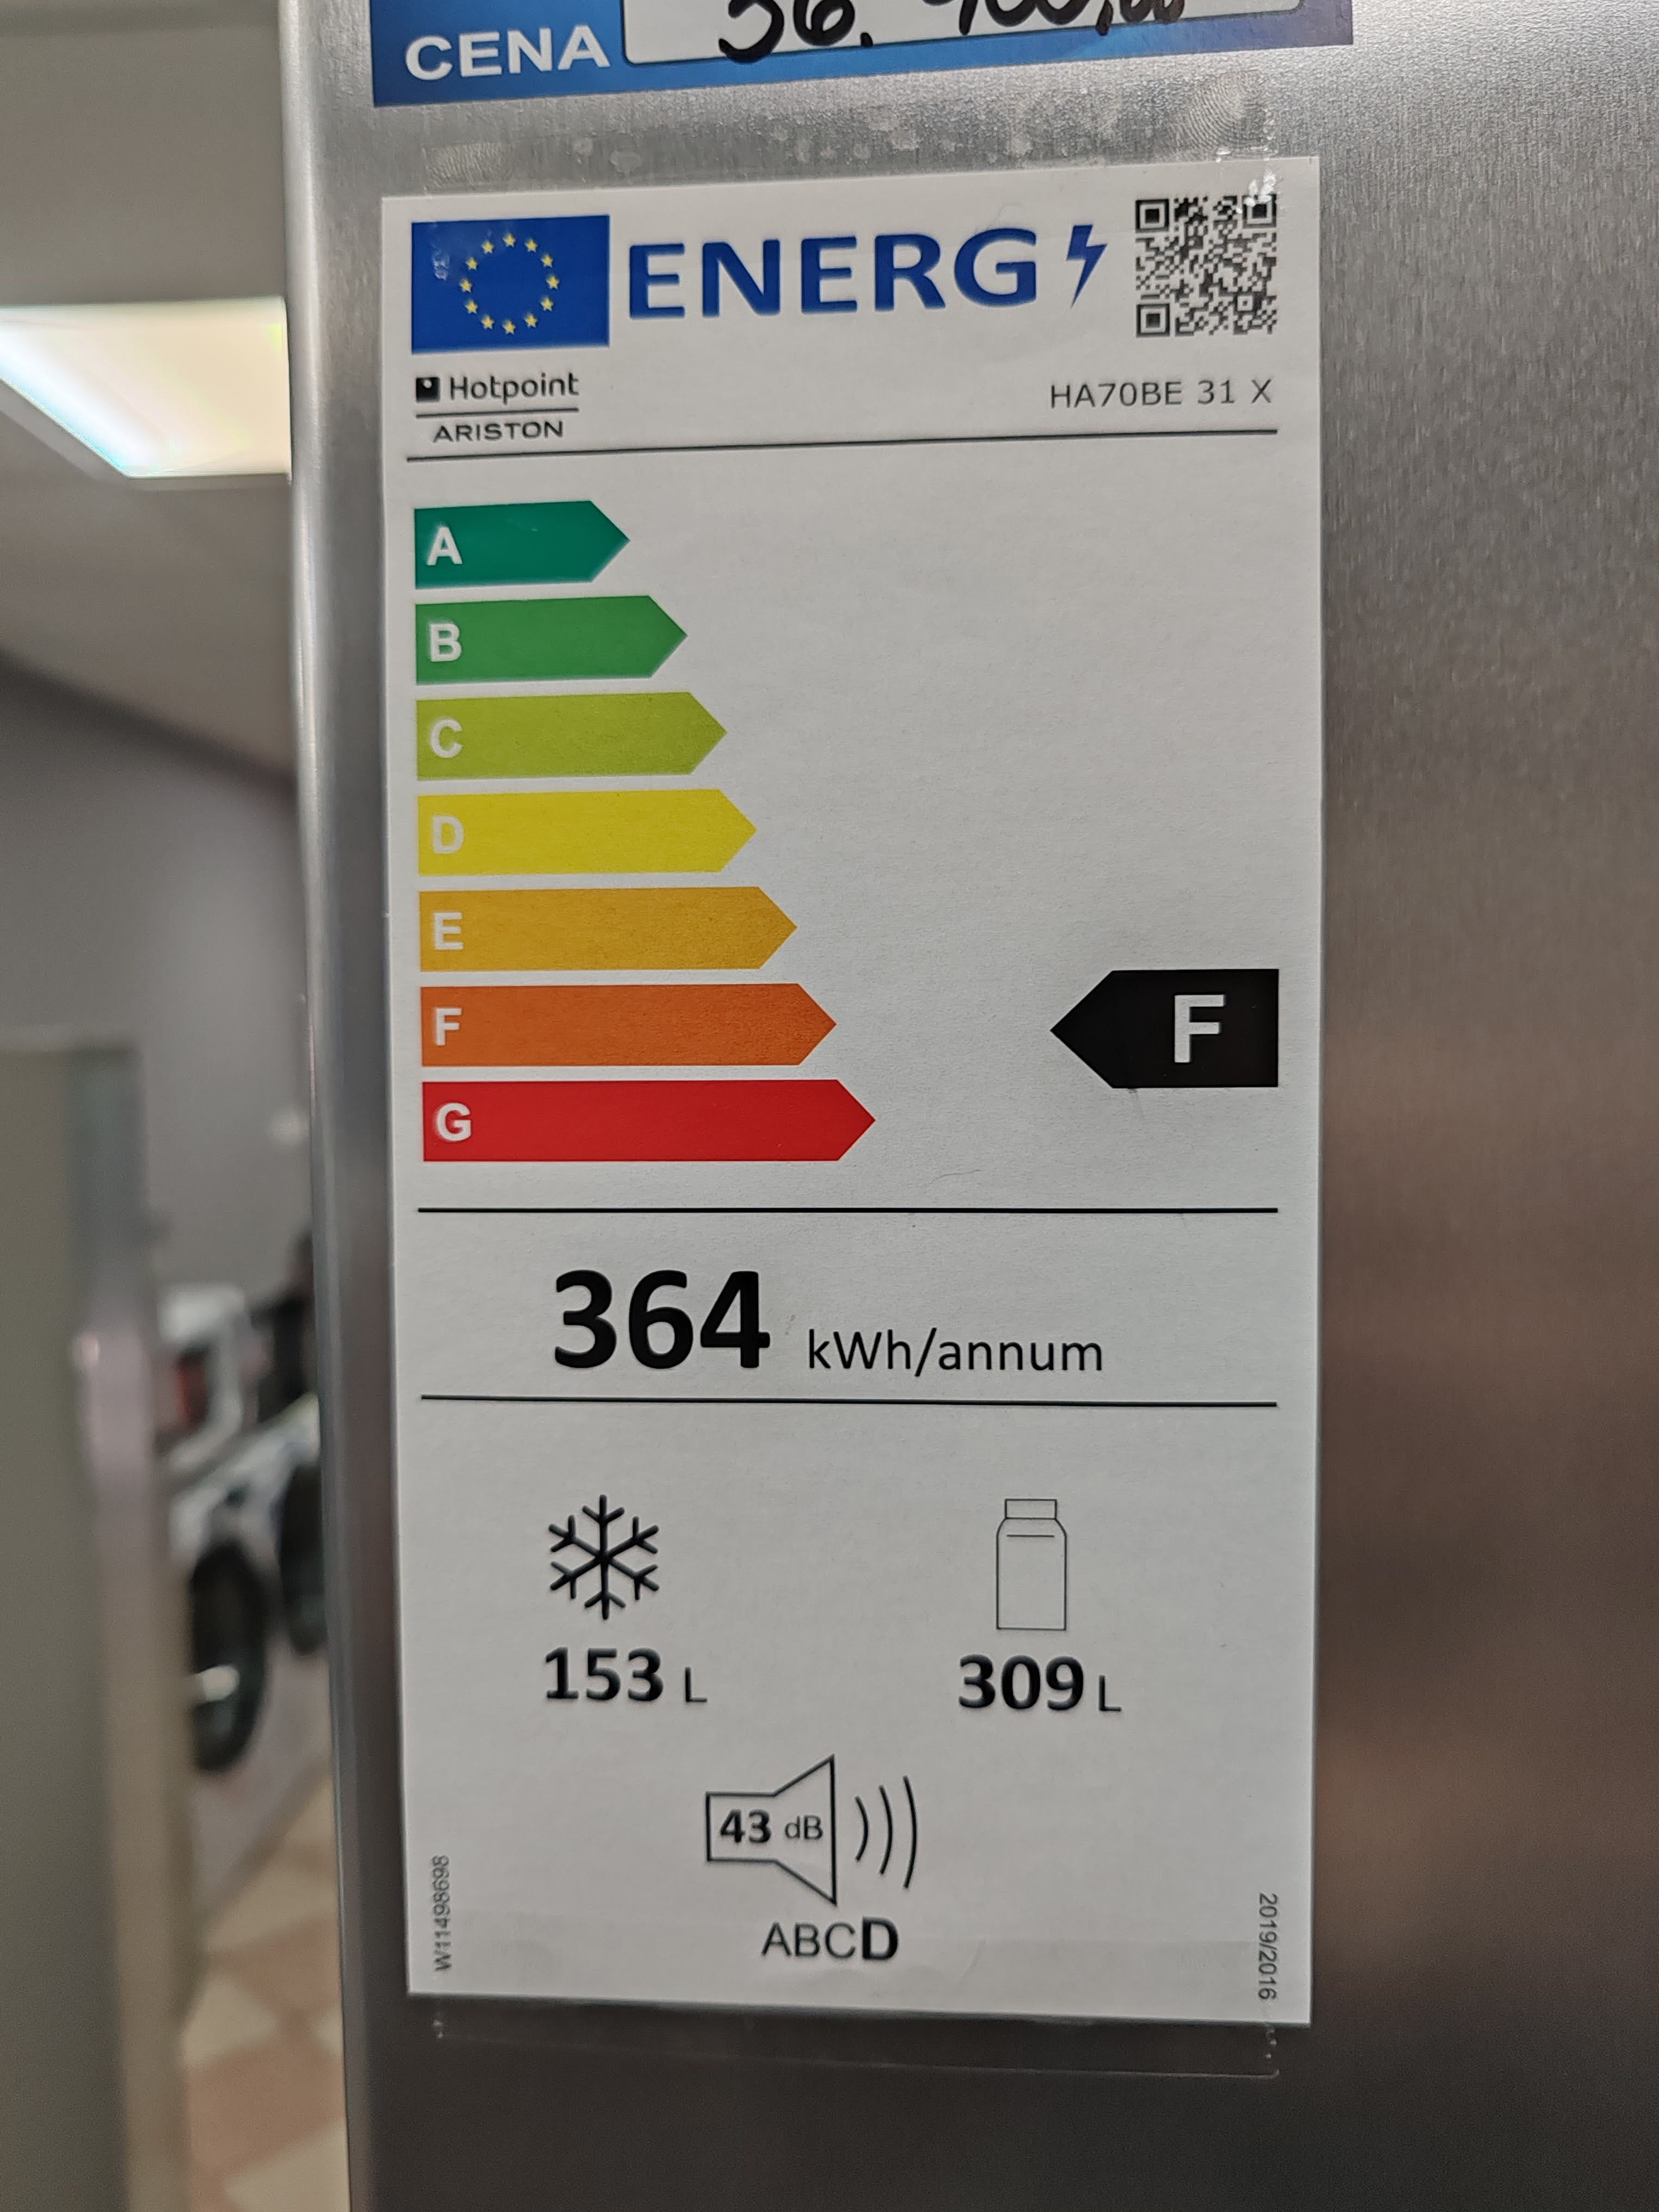 CENA
ENERG
Hotpoint
ARISTON
HA70BE 31 X
A
B
C
D
E
F
F
G
364 kWh/annum
153 L
309 L
43 dB
ABCD
W11498698
2019/2016